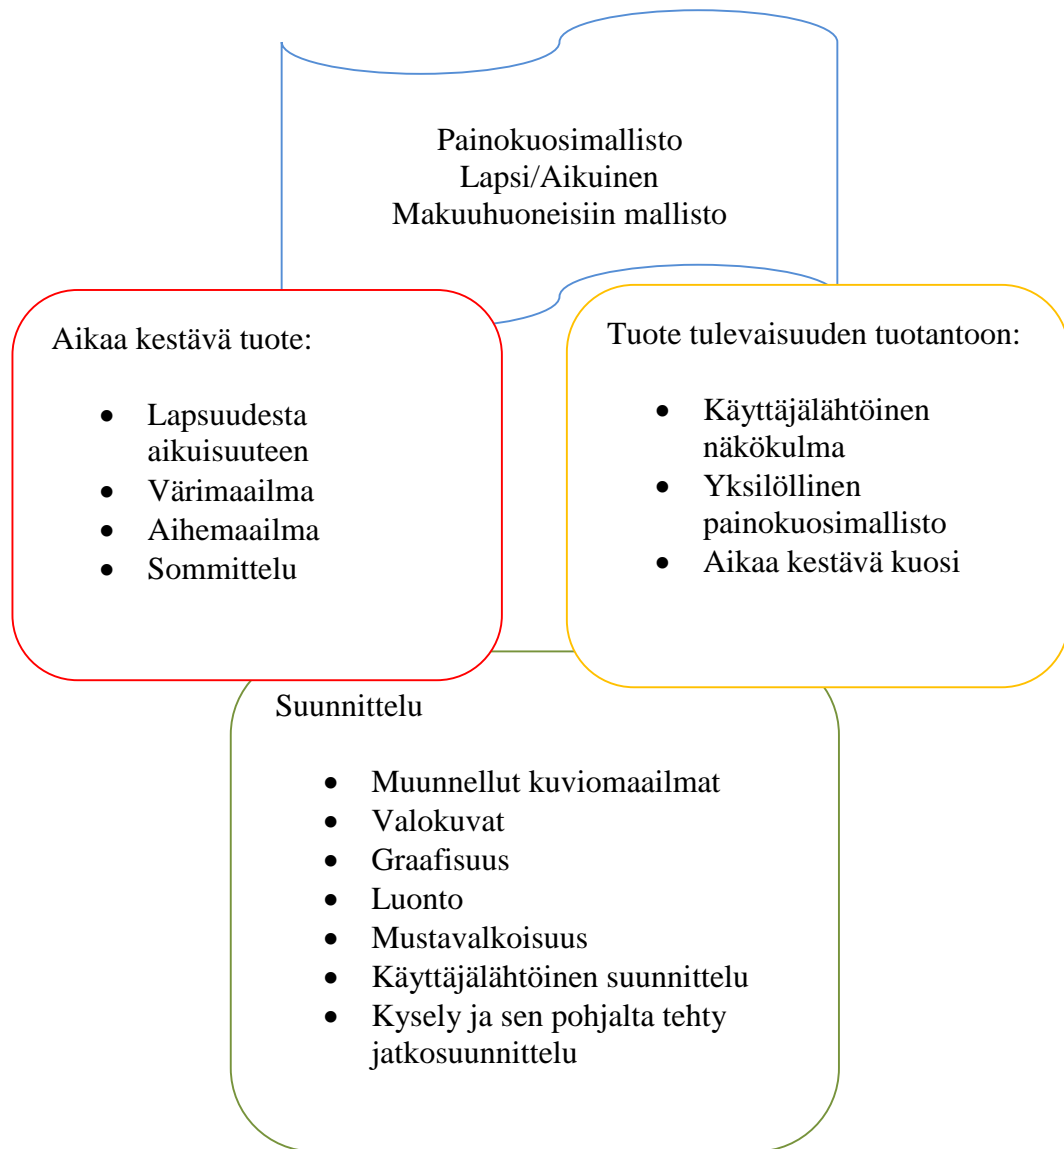 Painokuosimallisto
Lapsi/Aikuinen
Makuuhuoneisiin mallisto
Aikaa kestävä tuote:
• Lapsuudesta
aikuisuuteen
• Värimaailma
• Aihemaailma
• Sommittelu
Tuote tulevaisuuden tuotantoon:
• Käyttäjälähtöinen
näkökulma
• Yksilöllinen
painokuosimallisto
• Aikaa kestävä kuosi
Suunnittelu
• Muunnellut kuviomaailmat
• Valokuvat
• Graafisuus
• Luonto
• Mustavalkoisuus
• Käyttäjälähtöinen suunnittelu
• Kysely ja sen pohjalta tehty
jatkosuunnittelu